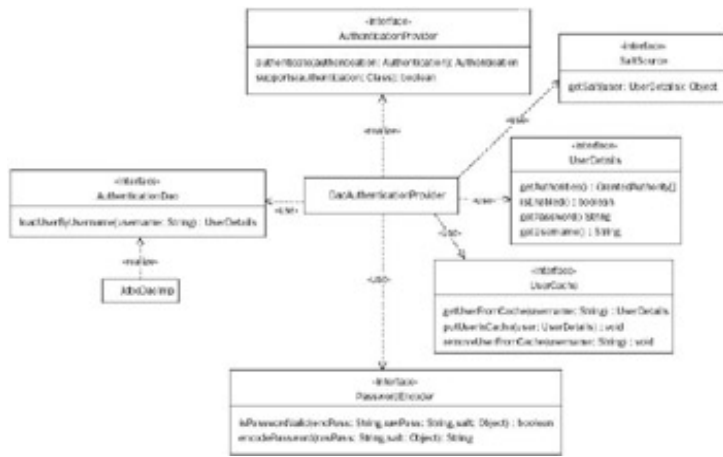 «interface»
AuthenticationProvider
authenticate(authentication: Authentication): Authentication
supports(authentication: Class): boolean
«interface»
SaltSource
getSalt(user: UserDetails): Object
«realize»
«use»
«interface»
UserDetails
getAuthorities() : GrantedAuthority[]
isEnabled() : boolean
getPassword() String
getUsername() : String
«interface»
AuthenticationDao
loadUserByUsername(username: String) : UserDetails
«use»
DaoAuthenticationProvider
«use»
«use»
«realize»
JdbcDaoImp
«use»
«interface»
UserCache
getUserFromCache(username: String) : UserDetails
putUserInCache(user: UserDetails) : void
removeUserFromCache(username: String) : void
«interface»
PasswordEncoder
isPasswordValid(encPass: String, rawPass: String, salt: Object) : boolean
encodePassword(rawPass: String, salt: Object): String